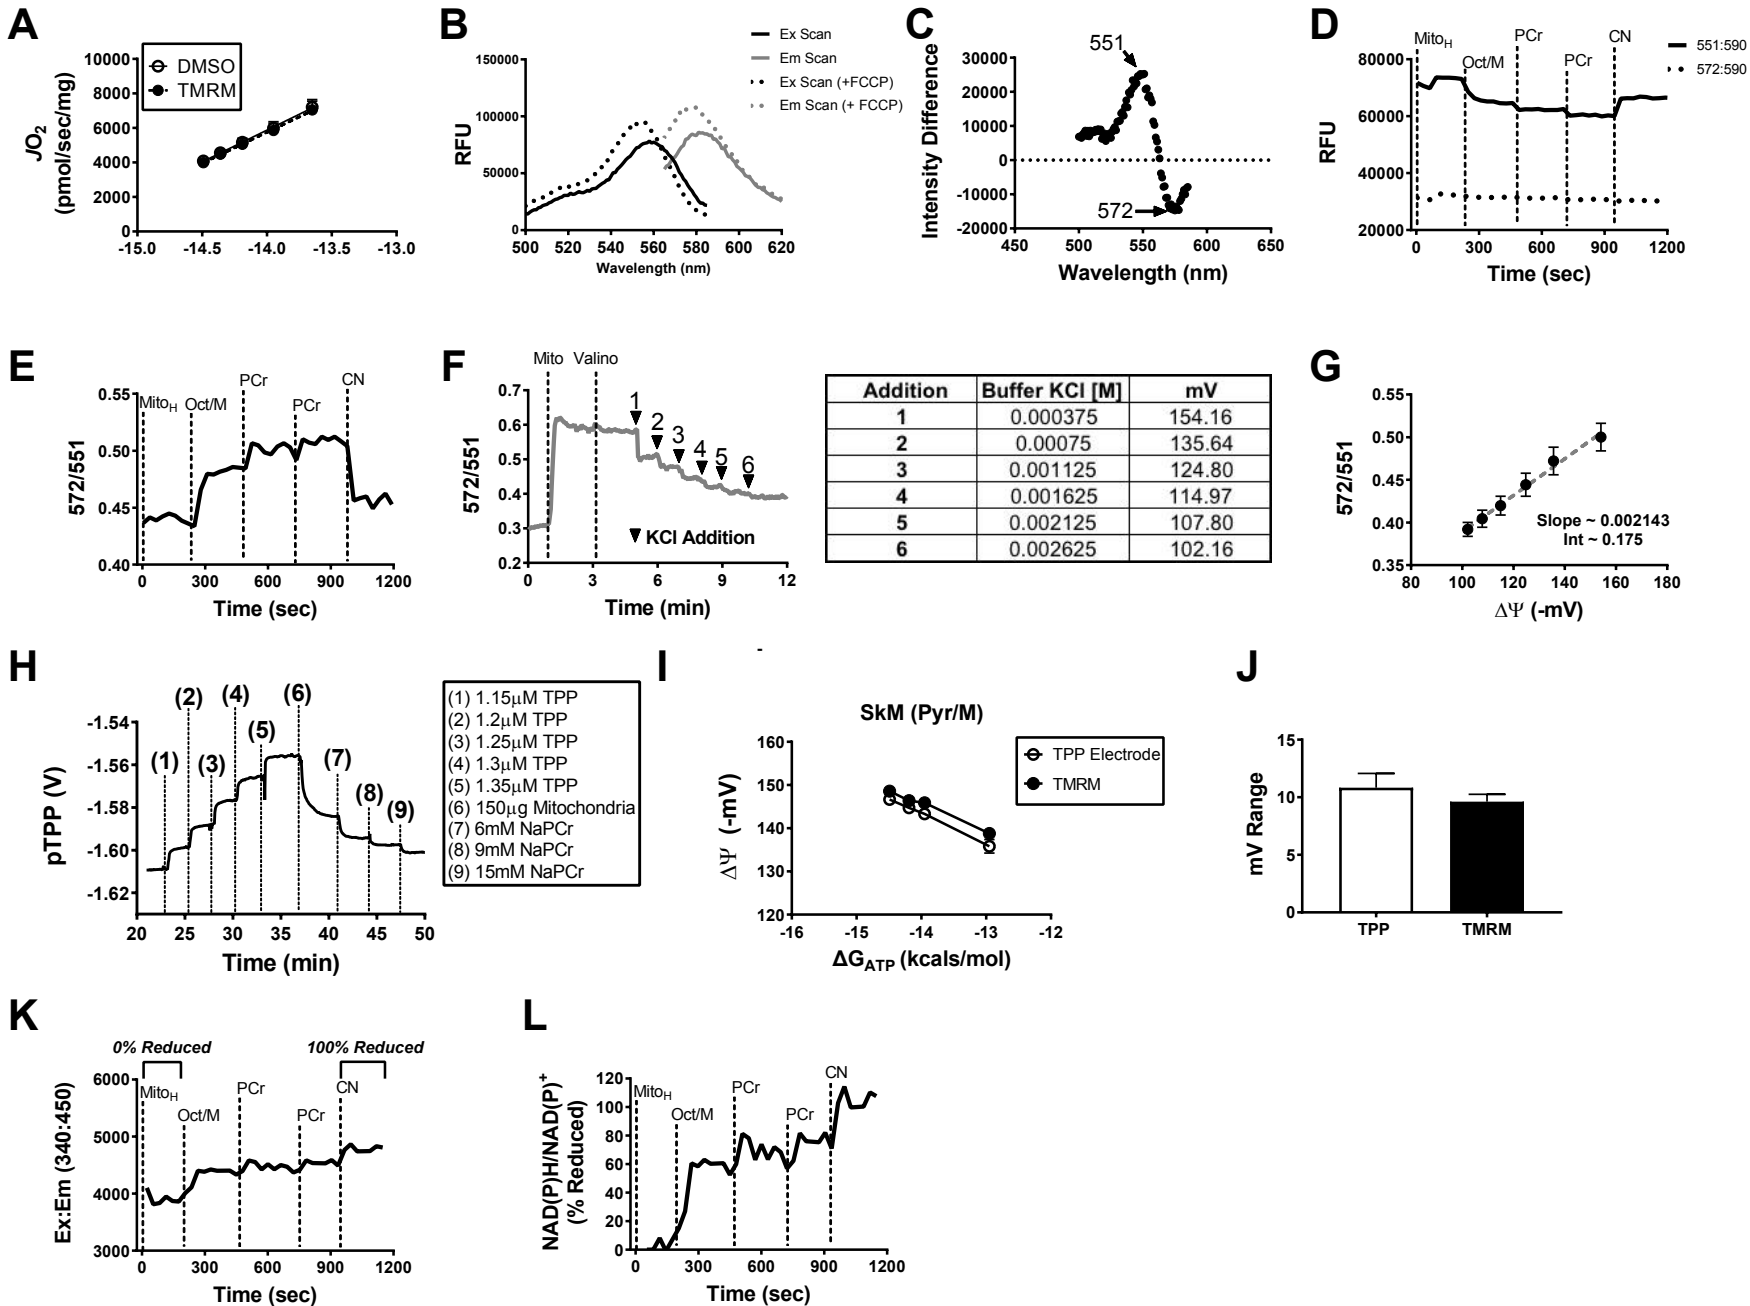 A
JO2
(pmol/sec/mg)
10000
8000
6000
4000
2000
0
-15.0 -14.5 -14.0 -13.5 -13.0
DMSO
TMRM
B
RFU
150000
100000
50000
0
500 520 540 560 580 600 620
Wavelength (nm)
Ex Scan
Em Scan
Ex Scan (+FCCP)
Em Scan (+ FCCP)
C
Intensity Difference
30000
20000
10000
0
-10000
-20000
450 500 550 600 650
Wavelength (nm)
551
572
D
RFU
80000
60000
40000
20000
0 300 600 900 1200
Time (sec)
MitoH
Oct/M
PCr
PCr
CN
551:590
572:590
E
572/551
0.55
0.50
0.45
0.40
0 300 600 900 1200
Time (sec)
MitoH
Oct/M
PCr
PCr
CN
F
572/551
0.7
0.6
0.5
0.4
0.3
0.2
0 3 6 9 12
Time (min)
Mito Valino
1
2
3
4
5
6
KCl Addition
Addition Buffer KCl [M] mV
1 0.000375 154.16
2 0.00075 135.64
3 0.001125 124.80
4 0.001625 114.97
5 0.002125 107.80
6 0.002625 102.16
G
572/551
0.55
0.50
0.45
0.40
0.35
80 100 120 140 160 180
ΔΨ (-mV)
Slope ~ 0.002143
Int ~ 0.175
H
pTPP (V)
-1.54
-1.56
-1.58
-1.60
-1.62
20 25 30 35 40 45 50
Time (min)
(1)
(2)
(3)
(4)
(5)
(6)
(7)
(8)
(9)
(1) 1.15μM TPP
(2) 1.2μM TPP
(3) 1.25μM TPP
(4) 1.3μM TPP
(5) 1.35μM TPP
(6) 150μg Mitochondria
(7) 6mM NaPCr
(8) 9mM NaPCr
(9) 15mM NaPCr
I
-
SkM (Pyr/M)
ΔΨ (-mV)
160
150
140
130
120
-16 -15 -14 -13 -12
ΔGATP (kcals/mol)
TPP Electrode
TMRM
J
mV Range
15
10
5
0
TPP TMRM
K
0% Reduced
100% Reduced
Ex:Em (340:450)
6000
5000
4000
3000
0 300 600 900 1200
Time (sec)
MitoH
Oct/M
PCr
PCr
CN
L
NAD(P)H/NAD(P)+
(% Reduced)
120
100
80
60
40
20
0
0 300 600 900 1200
Time (sec)
MitoH
Oct/M
PCr
PCr
CN